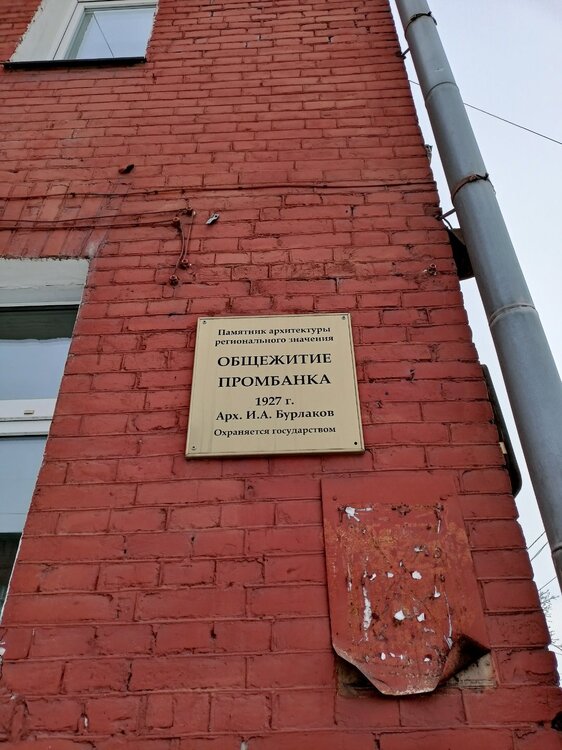 Памятник архитектуры
регионального значения
ОБЩЕЖИТИЕ
ПРОМБАНКА
1927 г.
Арх. И.А. Бурлаков
Охраняется государством